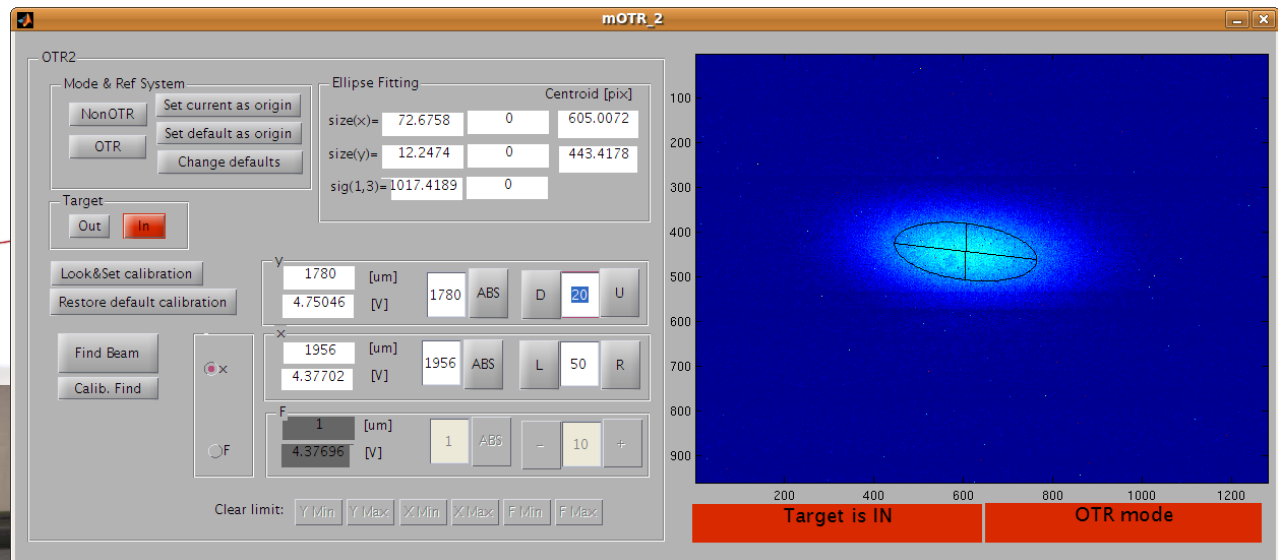 mOTR_2
OTR2
Mode & Ref System
NonOTR
Set current as origin
OTR
Set default as origin
Change defaults
Ellipse Fitting
Centroid [pix]
size(x)= 72.6758 0 605.0072
size(y)= 12.2474 0 443.4178
sig(1,3)= 1017.4189 0
Target
Out In
Look&Set calibration
Restore default calibration
Find Beam
Calib. Find
x
F
y
1780 [um]
4.75046 [V]
1780 ABS D 20 U
x
1956 [um]
4.37702 [V]
1956 ABS L 50 R
F
1 [um]
4.37696 [V]
1 ABS - 10 +
Clear limit: Y Min Y Max X Min X Max F Min F Max
100
200
300
400
500
600
700
800
900
200 400 600 800 1000 1200
Target is IN
OTR mode